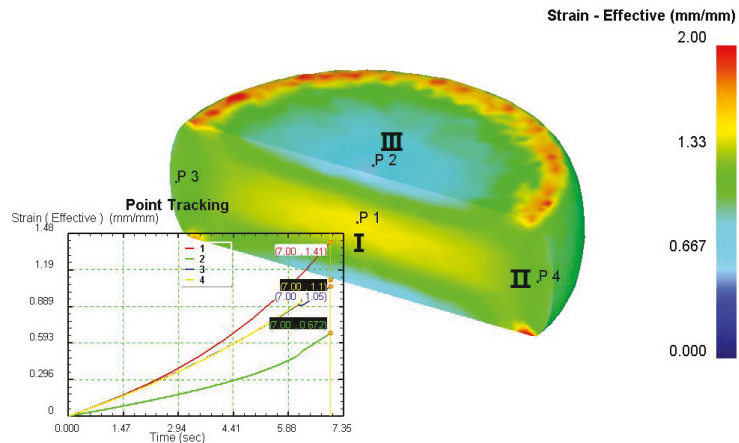 Strain - Effective (mm/mm)
2.00
1.33
0.667
0.000
III
P 2
P 3
P 1
I
II
P 4
Point Tracking
Strain ( Effective ) (mm/mm)
1.48
1.19
0.889
0.593
0.296
0
1
2
3
4
(7.00 , 1.41)
(7.00 , 1.1)
(7.00 , 1.05)
(7.00 , 0.672)
0.000 1.47 2.94 4.41 5.88 7.35
Time (sec)